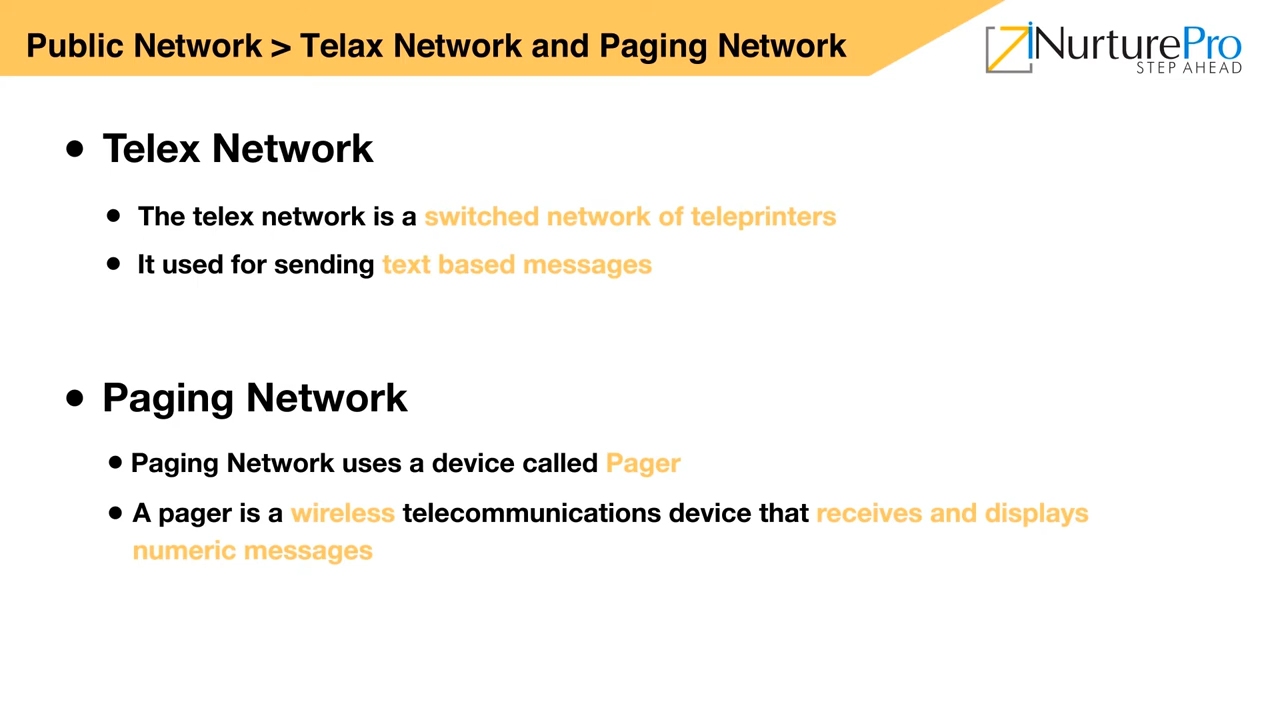 Public Network > Telax Network and Paging Network
iNurturePro
STEP AHEAD
• Telex Network
• The telex network is a switched network of teleprinters
• It used for sending text based messages
• Paging Network
• Paging Network uses a device called Pager
• A pager is a wireless telecommunications device that receives and displays
numeric messages